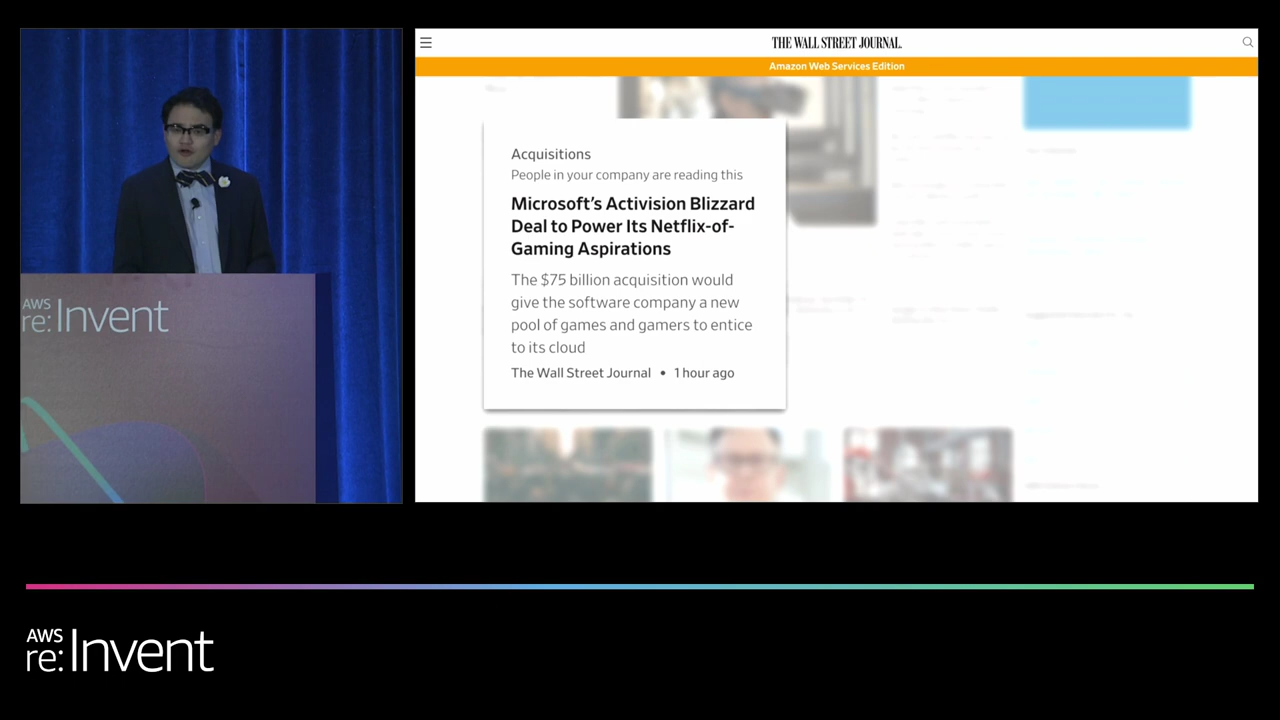 THE WALL STREET JOURNAL.
Amazon Web Services Edition
Acquisitions
People in your company are reading this
Microsoft’s Activision Blizzard
Deal to Power Its Netflix-of-
Gaming Aspirations
The $75 billion acquisition would
give the software company a new
pool of games and gamers to entice
to its cloud
The Wall Street Journal • 1 hour ago
AWS
re:Invent
AWS
re:Invent